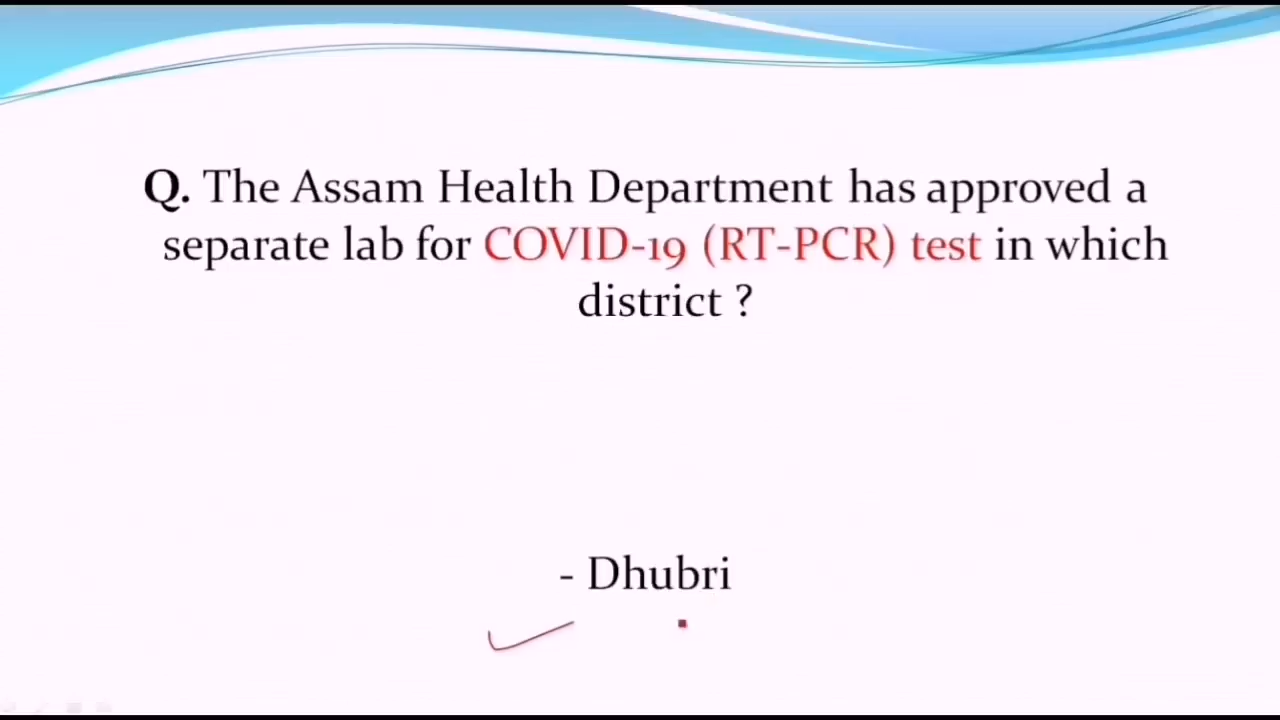 Q. The Assam Health Department has approved a
separate lab for COVID-19 (RT-PCR) test in which
district ?
- Dhubri